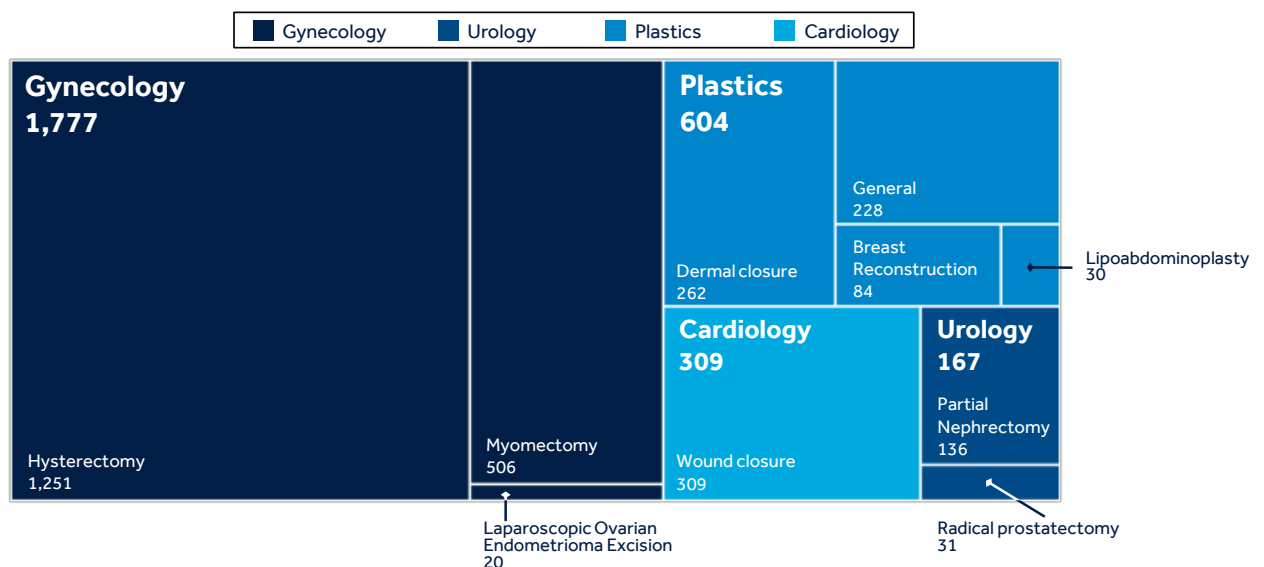 Gynecology Urology Plastics Cardiology
Gynecology
1,777
Hysterectomy
1,251
Myomectomy
506
Laparoscopic Ovarian
Endometrioma Excision
20
Plastics
604
Dermal closure
262
General
228
Breast
Reconstruction
84
Lipoabdominoplasty
30
Cardiology
309
Wound closure
309
Urology
167
Partial
Nephrectomy
136
Radical prostatectomy
31